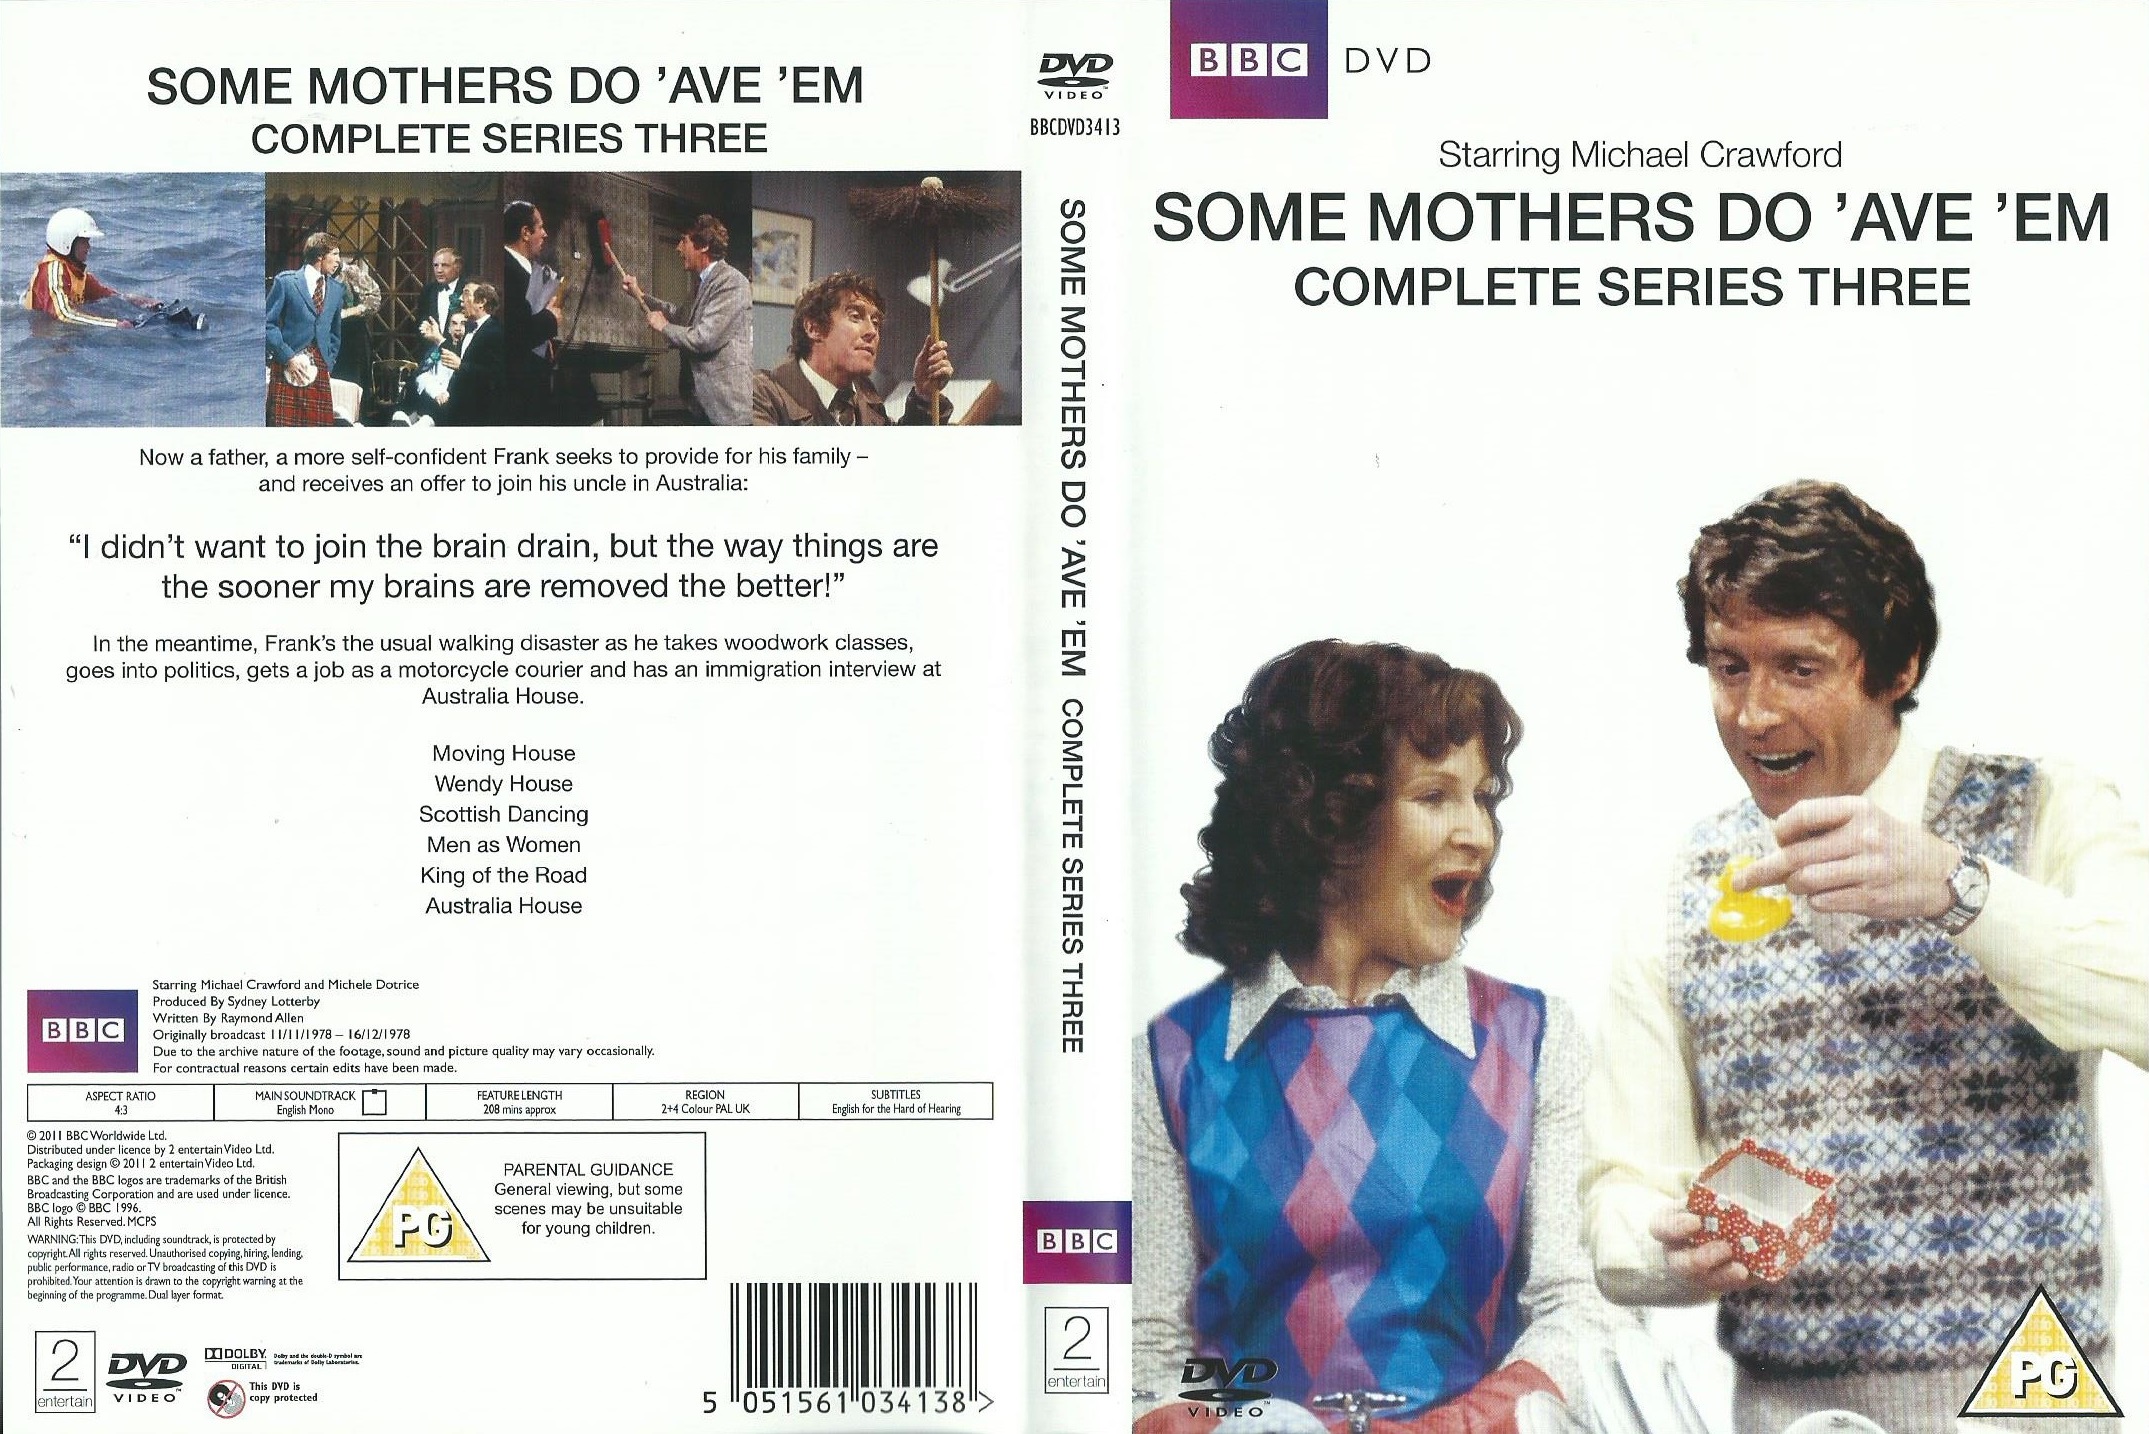 SOME MOTHERS DO ’AVE ’EM
COMPLETE SERIES THREE
Now a father, a more self-confident Frank seeks to provide for his family –
and receives an offer to join his uncle in Australia:
“I didn’t want to join the brain drain, but the way things are
the sooner my brains are removed the better!”
In the meantime, Frank’s the usual walking disaster as he takes woodwork classes,
goes into politics, gets a job as a motorcycle courier and has an immigration interview at
Australia House.
Moving House
Wendy House
Scottish Dancing
Men as Women
King of the Road
Australia House
BBC
Starring Michael Crawford and Michele Dotrice
Produced By Sydney Lotterby
Written By Raymond Allen
Originally broadcast 11/11/1978 – 16/12/1978
Due to the archive nature of the footage, sound and picture quality may vary occasionally.
For contractual reasons certain edits have been made.
ASPECT RATIO
4:3
MAIN SOUNDTRACK
English Mono
FEATURE LENGTH
208 mins approx
REGION
2+4 Colour PAL UK
SUBTITLES
English for the Hard of Hearing
© 2011 BBC Worldwide Ltd.
Distributed under licence by 2 entertain Video Ltd.
Packaging design © 2011 2 entertain Video Ltd.
BBC and the BBC logos are trademarks of the British
Broadcasting Corporation and are used under licence.
BBC logo © BBC 1996.
All Rights Reserved. MCPS
WARNING: This DVD, including soundtrack, is protected by
copyright. All rights reserved. Unauthorised copying, hiring, lending,
public performance, radio or TV broadcasting of this DVD is
prohibited. Your attention is drawn to the copyright warning at the
beginning of the programme. Dual layer format.
PG
PARENTAL GUIDANCE
General viewing, but some
scenes may be unsuitable
for young children.
2
entertain
DVD
VIDEO™
DOLBY
DIGITAL
Dolby and the double-D symbol are
trademarks of Dolby Laboratories.
This DVD is
copy protected
5 051561 034138 >
DVD
VIDEO™
BBCDVD3413
SOME MOTHERS DO ’AVE ’EM COMPLETE SERIES THREE
BBC
2
entertain
BBC DVD
Starring Michael Crawford
SOME MOTHERS DO ’AVE ’EM
COMPLETE SERIES THREE
DVD
VIDEO™
PG